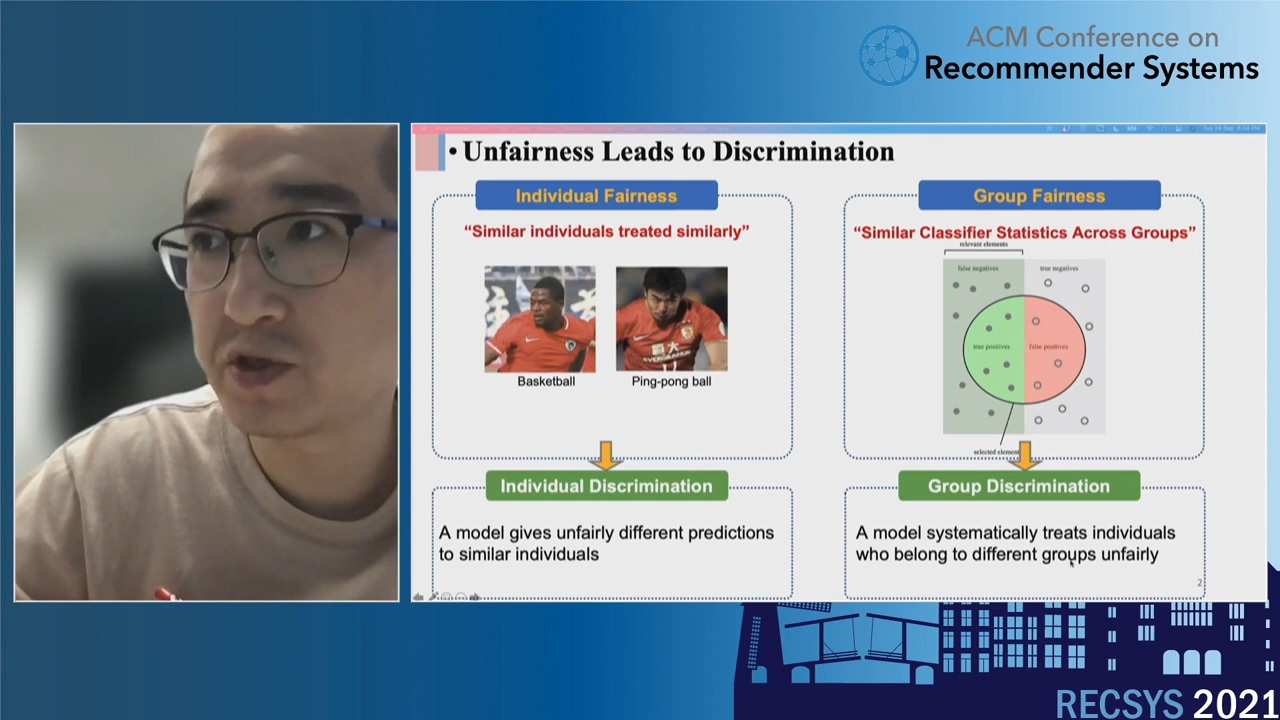 ACM Conference on
Recommender Systems
• Unfairness Leads to Discrimination
Individual Fairness
“Similar individuals treated similarly”
Basketball
Ping-pong ball
Individual Discrimination
A model gives unfairly different predictions
to similar individuals
Group Fairness
“Similar Classifier Statistics Across Groups”
relevant elements
false negatives
true negatives
true positives
false positives
selected element
Group Discrimination
A model systematically treats individuals
who belong to different groups unfairly
2
RECSYS 2021